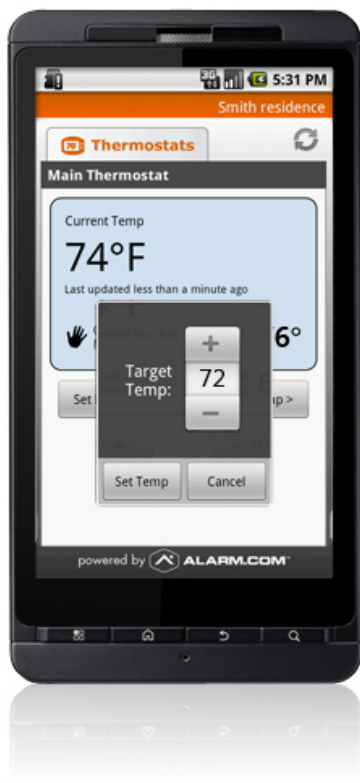 3G
5:31 PM
Smith residence
Thermostats
Main Thermostat
Current Temp
74°F
Last updated less than a minute ago
6°
Target
Temp:
+
72
−
Set
p >
Set Temp
Cancel
powered by ALARM.COM